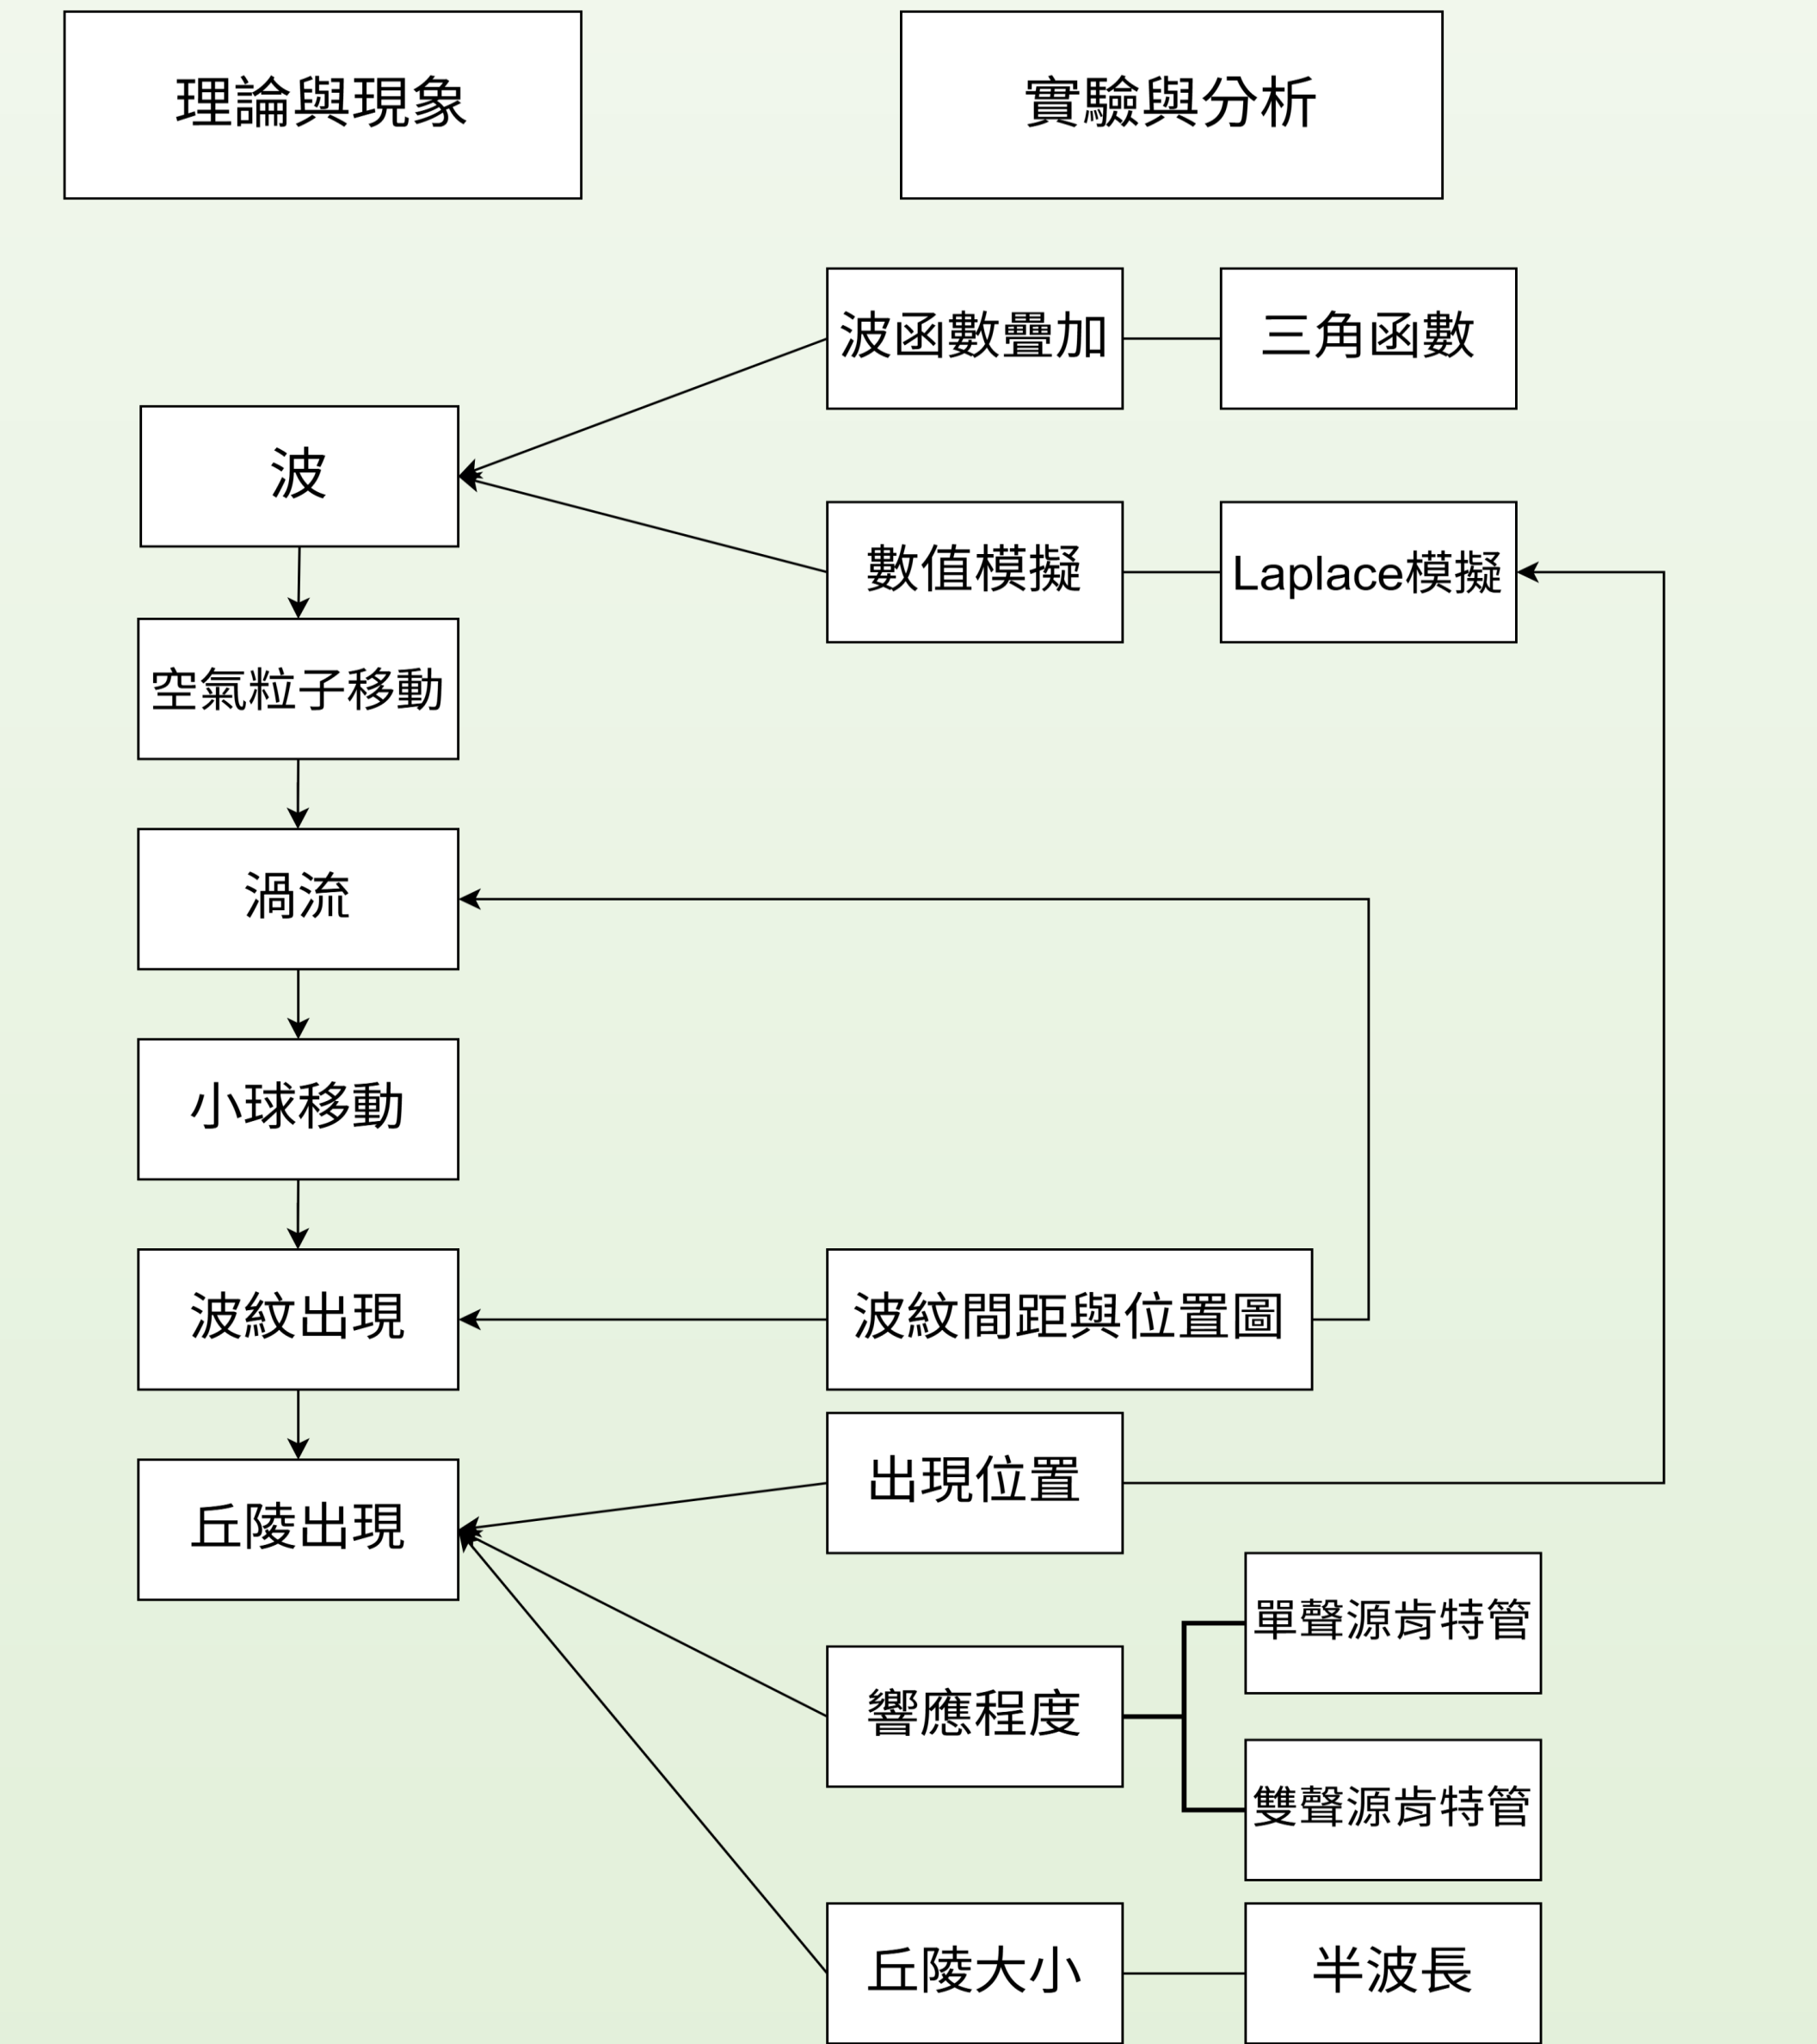 理論與現象
實驗與分析
波函數疊加
三角函數
波
數值模擬
Laplace模擬
空氣粒子移動
渦流
小球移動
波紋出現
波紋間距與位置圖
出現位置
丘陵出現
單聲源肯特管
響應程度
雙聲源肯特管
丘陵大小
半波長